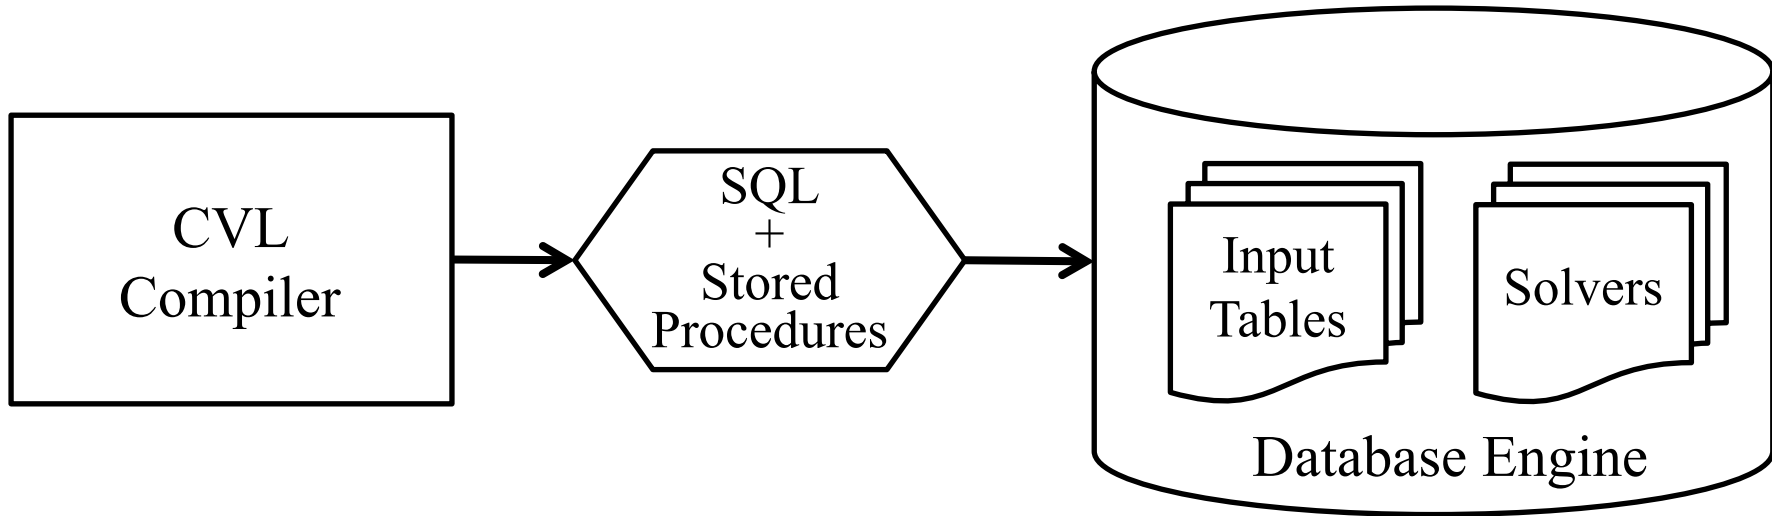 CVL
Compiler
SQL
+
Stored
Procedures
Input
Tables
Solvers
Database Engine